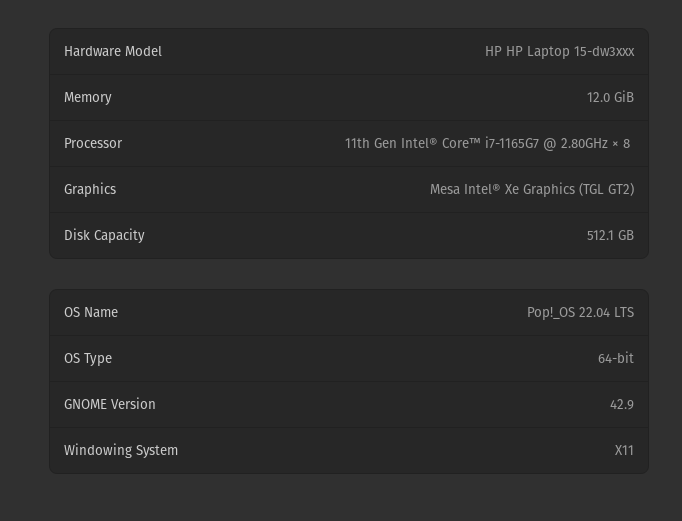 Hardware Model HP HP Laptop 15-dw3xxx
Memory 12.0 GiB
Processor 11th Gen Intel® Core™ i7-1165G7 @ 2.80GHz × 8
Graphics Mesa Intel® Xe Graphics (TGL GT2)
Disk Capacity 512.1 GB
OS Name Pop!_OS 22.04 LTS
OS Type 64-bit
GNOME Version 42.9
Windowing System X11